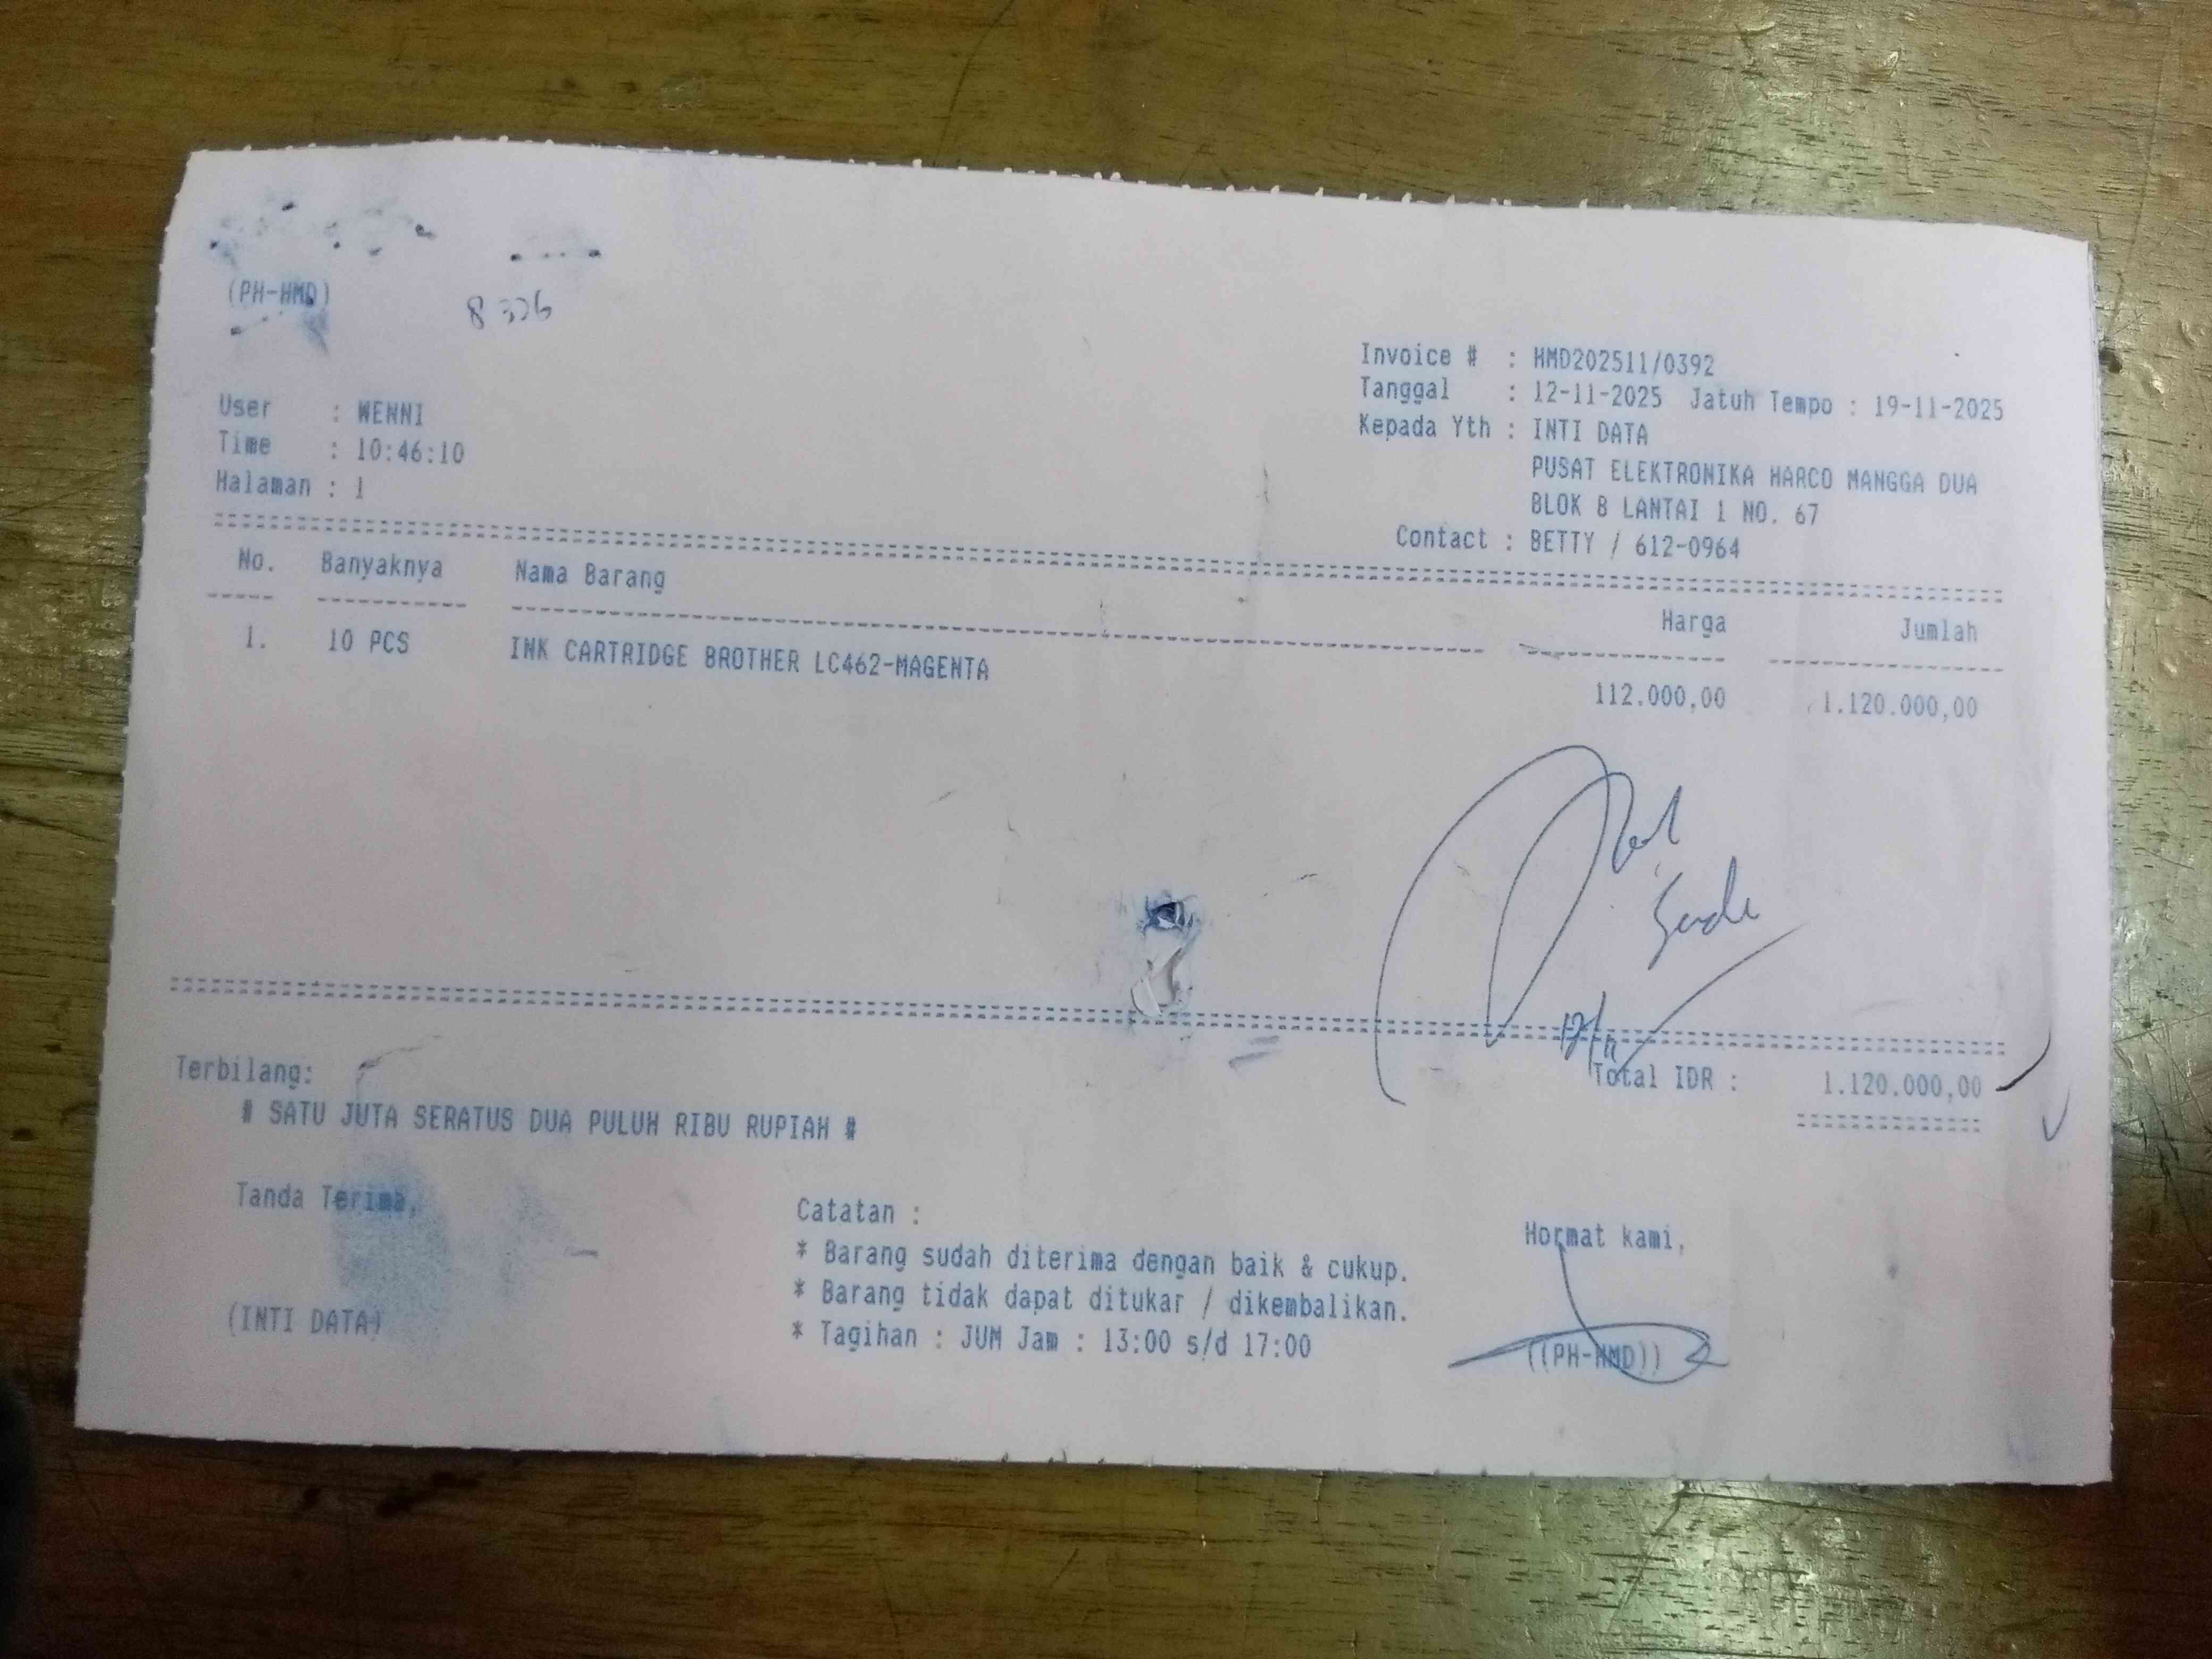 (PH-HMD)
8326
Invoice # : HMD202511/0392
Tanggal : 12-11-2025 Jatuh Tempo : 19-11-2025
Kepada Yth : INTI DATA
PUSAT ELEKTRONIKA HARCO MANGGA DUA
BLOK B LANTAI 1 NO. 67
Contact : BETTY / 612-0964
User : WENNI
Time : 10:46:10
Halaman : 1
No. Banyaknya Nama Barang Harga Jumlah
1. 10 PCS INK CARTRIDGE BROTHER LC462-MAGENTA 112.000,00 1.120.000,00
12/11
Total IDR : 1.120.000,00
Terbilang:
# SATU JUTA SERATUS DUA PULUH RIBU RUPIAH #
Tanda Terima,
(INTI DATA)
Catatan :
* Barang sudah diterima dengan baik & cukup.
* Barang tidak dapat ditukar / dikembalikan.
* Tagihan : JUM Jam : 13:00 s/d 17:00
Hormat kami,
((PH-HMD))